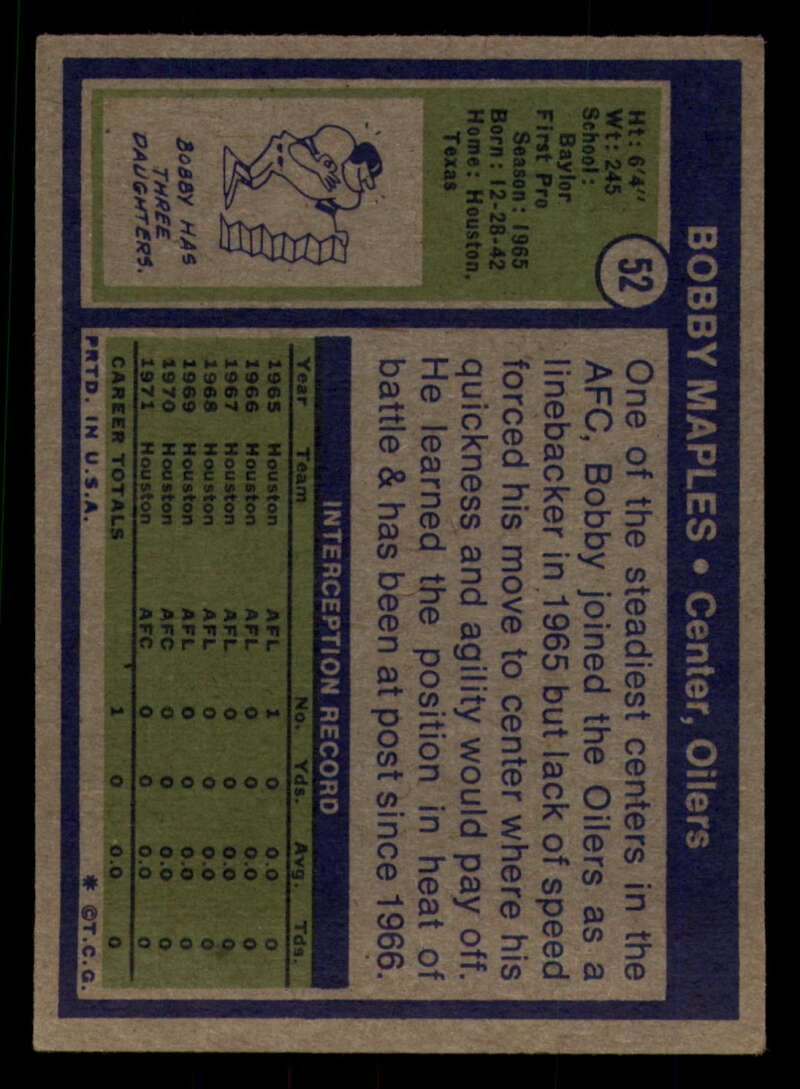 BOBBY MAPLES • Center, Oilers
52
Ht: 6'4"
Wt: 245
School:
Baylor
First Pro
Season: 1965
Born: 12-28-42
Home: Houston,
Texas
BOBBY HAS
THREE
DAUGHTERS.
One of the steadiest centers in the
AFC, Bobby joined the Oilers as a
linebacker in 1965 but lack of speed
forced his move to center where his
quickness and agility would pay off.
He learned the position in heat of
battle & has been at post since 1966.
INTERCEPTION RECORD
Year Team No. Yds. Avg. Tds.
1965 Houston AFL 1 0 0.0 0
1966 Houston AFL 0 0 0.0 0
1967 Houston AFL 0 0 0.0 0
1968 Houston AFL 0 0 0.0 0
1969 Houston AFL 0 0 0.0 0
1970 Houston AFC 0 0 0.0 0
1971 Houston AFC 0 0 0.0 0
CAREER TOTALS 1 0 0.0 0
PRTD. IN U.S.A. * ©T.C.G.